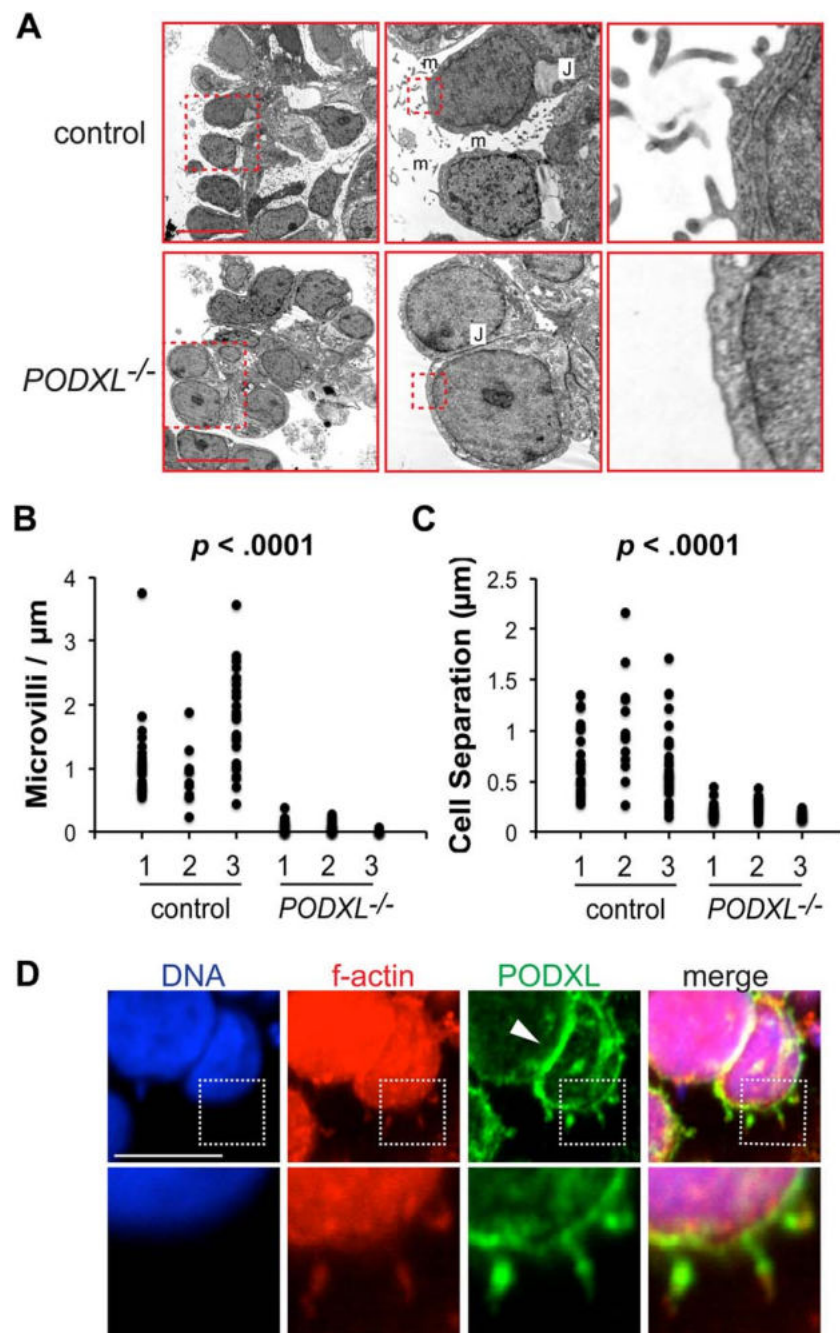 A
control
m
J
m
m
PODXL-/-
J
B
p < .0001
Microvilli / μm
4
3
2
1
0
1 2 3 1 2 3
control PODXL-/-
C
p < .0001
Cell Separation (μm)
2.5
2
1.5
1
0.5
0
1 2 3 1 2 3
control PODXL-/-
D
DNA f-actin PODXL merge